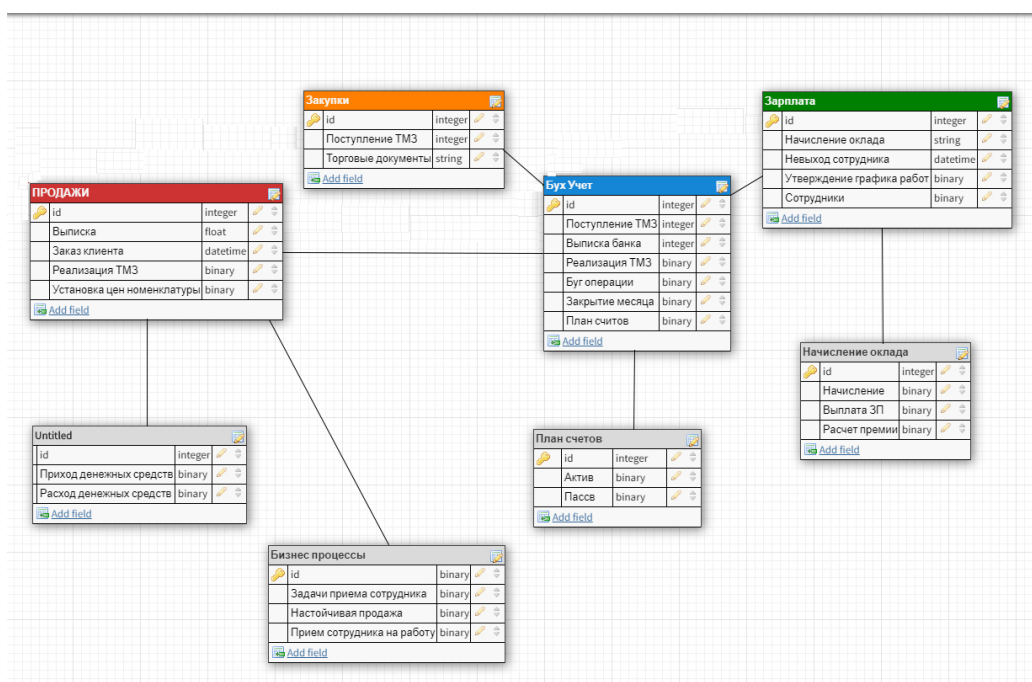 Закупки
id integer
Поступление ТМЗ integer
Торговые документы string
Add field
Зарплата
id integer
Начисление оклада string
Невыход сотрудника datetime
Утверждение графика работ binary
Сотрудники binary
Add field
ПРОДАЖИ
id integer
Выписка float
Заказ клиента datetime
Реализация ТМЗ binary
Установка цен номенклатуры binary
Add field
Бух Учет
id integer
Поступление ТМЗ integer
Выписка банка integer
Реализация ТМЗ binary
Буг операции binary
Закрытие месяца binary
План считов binary
Add field
Начисление оклада
id integer
Начисление binary
Выплата ЗП binary
Расчет премии binary
Add field
Untitled
id integer
Приход денежных средств binary
Расход денежных средств binary
Add field
План счетов
id integer
Актив binary
Пассв binary
Add field
Бизнес процессы
id binary
Задачи приема сотрудника binary
Настойчивая продажа binary
Прием сотрудника на работу binary
Add field